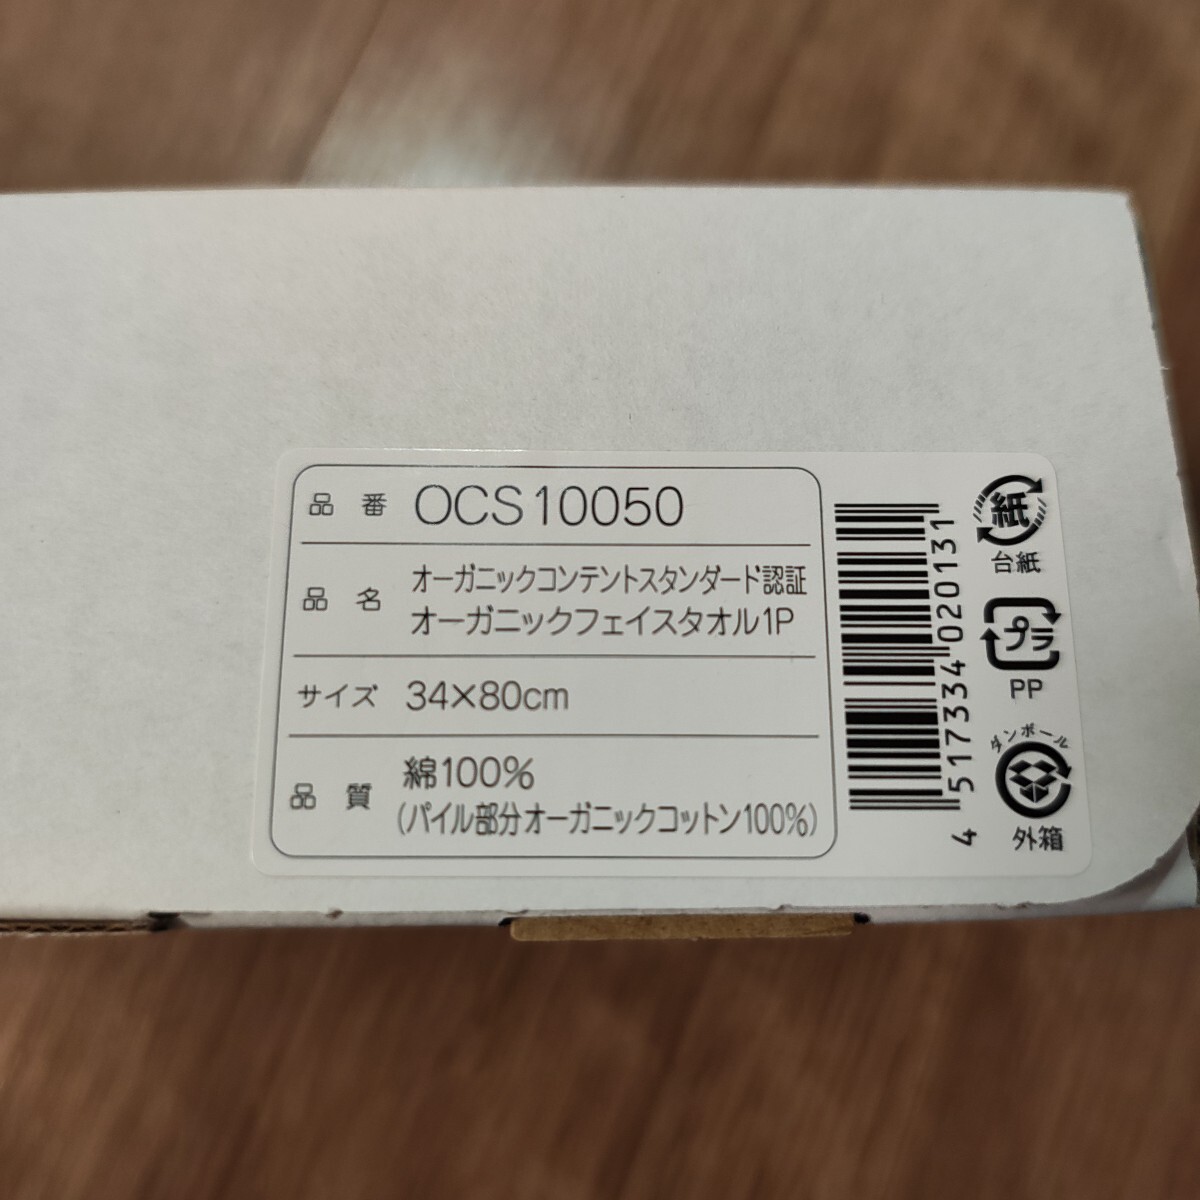 品番 OCS10050
品名 オーガニックコンテントスタンダード認証
オーガニックフェイスタオル1P
サイズ 34×80cm
品質 綿100%
(パイル部分オーガニックコットン100%)
4517334020131
紙
台紙
プラ
PP
ダンボール
外箱